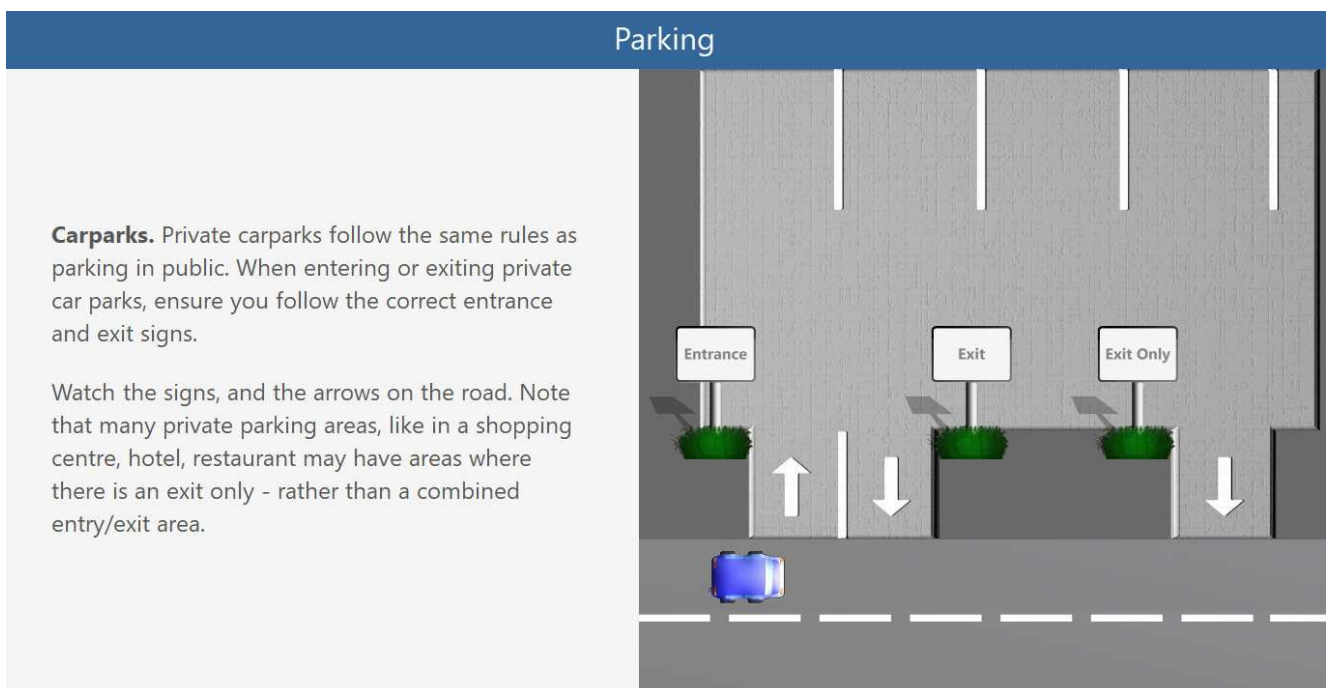 Parking
Carparks. Private carparks follow the same rules as
parking in public. When entering or exiting private
car parks, ensure you follow the correct entrance
and exit signs.
Watch the signs, and the arrows on the road. Note
that many private parking areas, like in a shopping
centre, hotel, restaurant may have areas where
there is an exit only - rather than a combined
entry/exit area.
Entrance
Exit
Exit Only